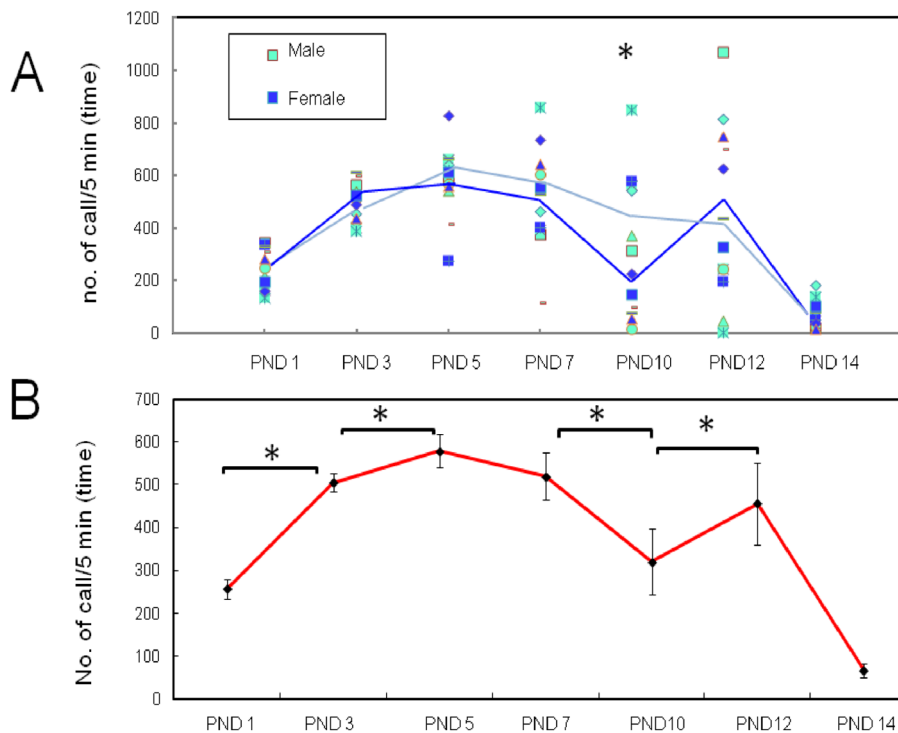 A
no. of call/5 min (time)
1200
1000
800
600
400
200
0
Male
Female
*
PND 1 PND 3 PND 5 PND 7 PND10 PND12 PND 14
B
No. of call/5 min (time)
700
600
500
400
300
200
100
0
* * * *
PND 1 PND 3 PND 5 PND 7 PND10 PND12 PND 14